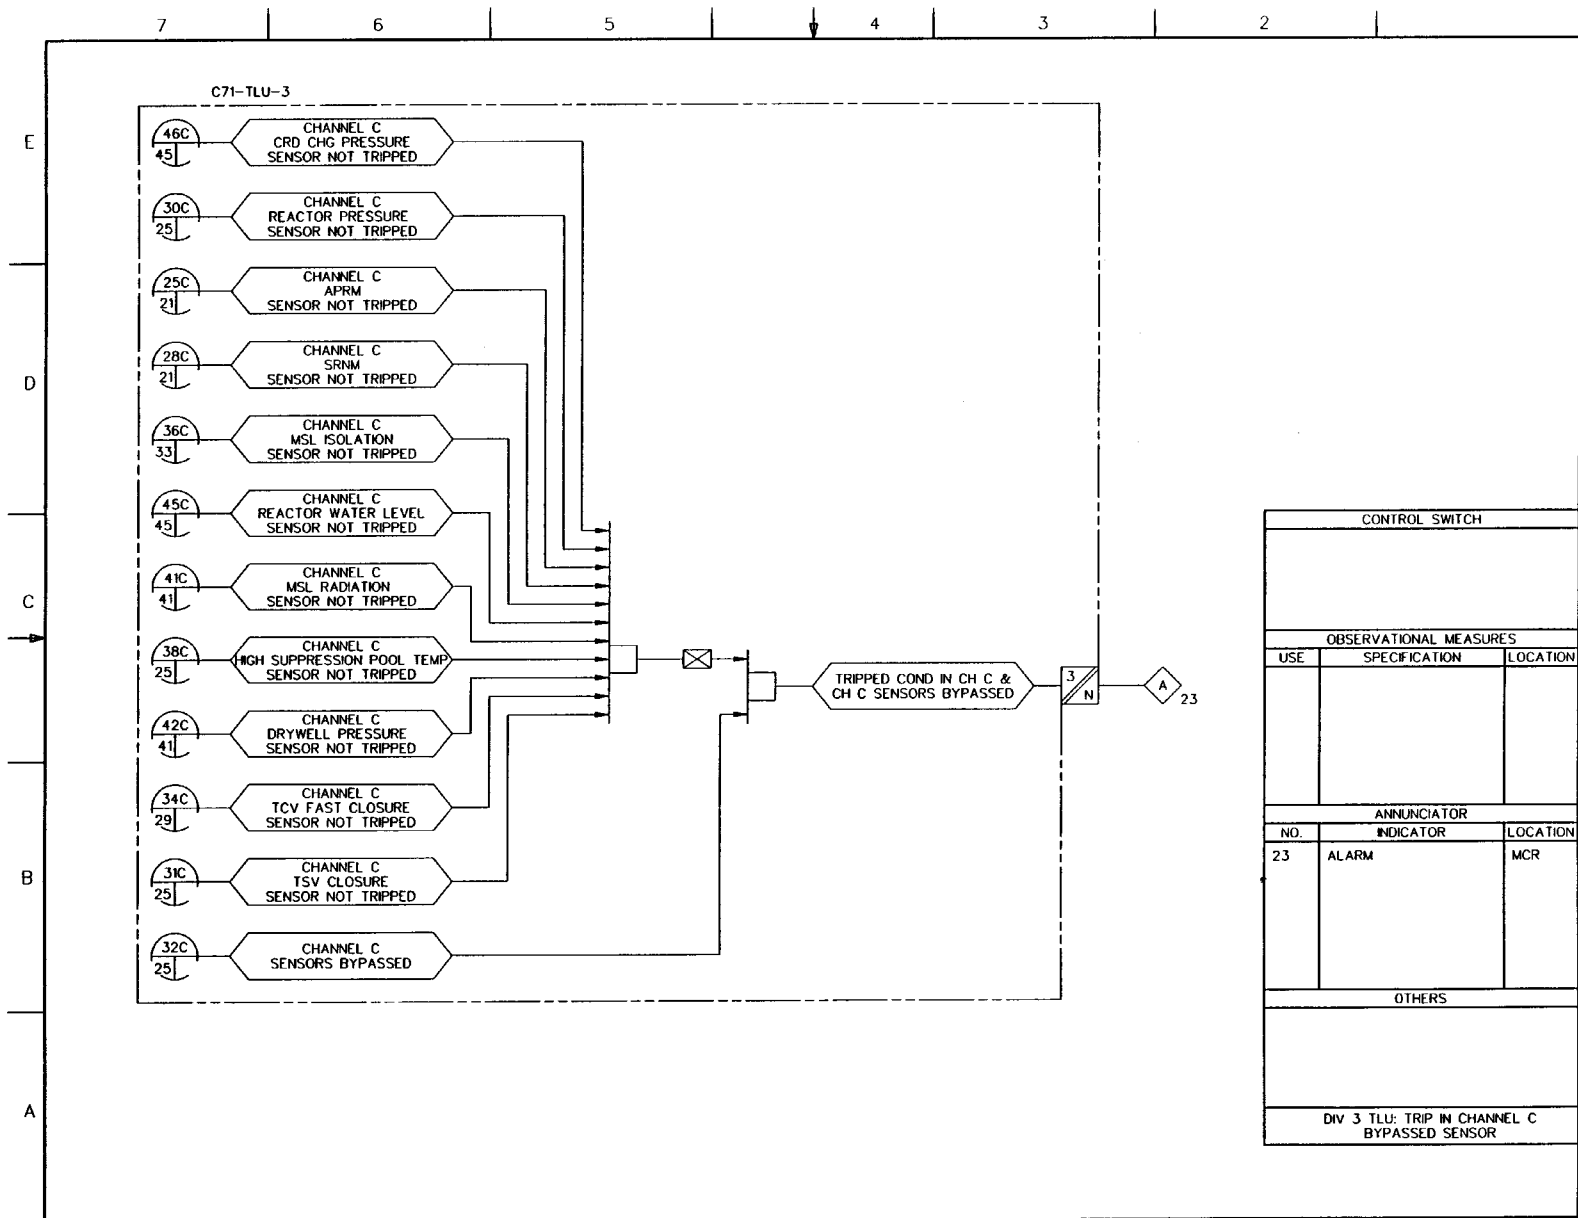 7 6 5 4 3 2
C71-TLU-3
E
D
C
B
A
46C
45
CHANNEL C
CRD CHG PRESSURE
SENSOR NOT TRIPPED
30C
25
CHANNEL C
REACTOR PRESSURE
SENSOR NOT TRIPPED
25C
21
CHANNEL C
APRM
SENSOR NOT TRIPPED
28C
21
CHANNEL C
SRNM
SENSOR NOT TRIPPED
36C
33
CHANNEL C
MSL ISOLATION
SENSOR NOT TRIPPED
45C
45
CHANNEL C
REACTOR WATER LEVEL
SENSOR NOT TRIPPED
41C
41
CHANNEL C
MSL RADIATION
SENSOR NOT TRIPPED
38C
25
CHANNEL C
HIGH SUPPRESSION POOL TEMP
SENSOR NOT TRIPPED
42C
41
CHANNEL C
DRYWELL PRESSURE
SENSOR NOT TRIPPED
34C
29
CHANNEL C
TCV FAST CLOSURE
SENSOR NOT TRIPPED
31C
25
CHANNEL C
TSV CLOSURE
SENSOR NOT TRIPPED
32C
25
CHANNEL C
SENSORS BYPASSED
TRIPPED COND IN CH C &
CH C SENSORS BYPASSED
3
N
A
23
CONTROL SWITCH
OBSERVATIONAL MEASURES
USE SPECIFICATION LOCATION
ANNUNCIATOR
NO. INDICATOR LOCATION
23 ALARM MCR
OTHERS
DIV 3 TLU: TRIP IN CHANNEL C
BYPASSED SENSOR